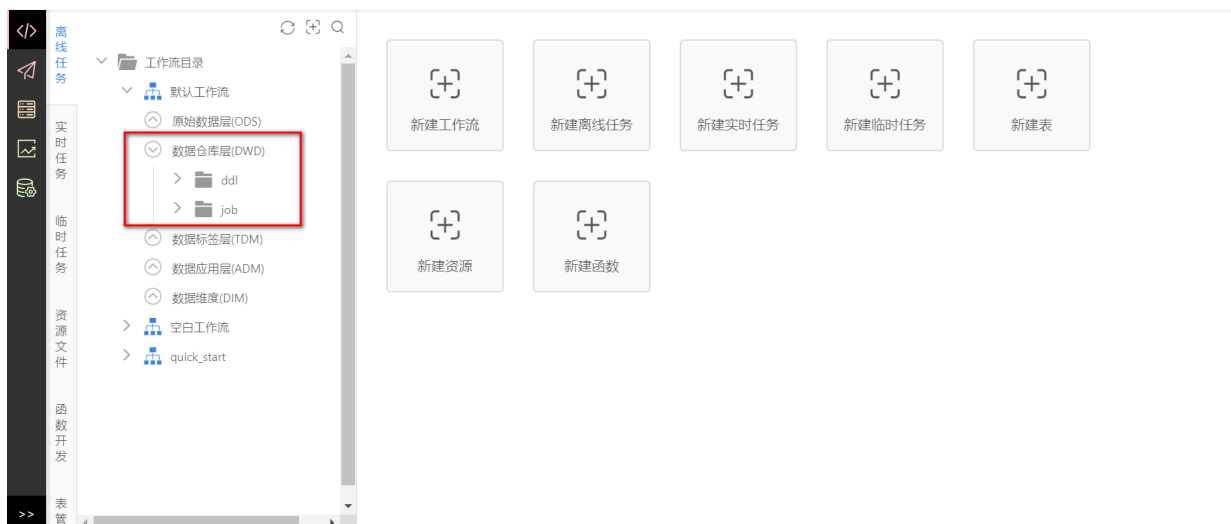 离线任务
实时任务
临时任务
资源文件
函数开发
表管
>>
工作流目录
默认工作流
原始数据层(ODS)
数据仓库层(DWD)
ddl
job
数据标签层(TDM)
数据应用层(ADM)
数据维度(DIM)
空白工作流
quick_start
新建工作流
新建离线任务
新建实时任务
新建临时任务
新建表
新建资源
新建函数